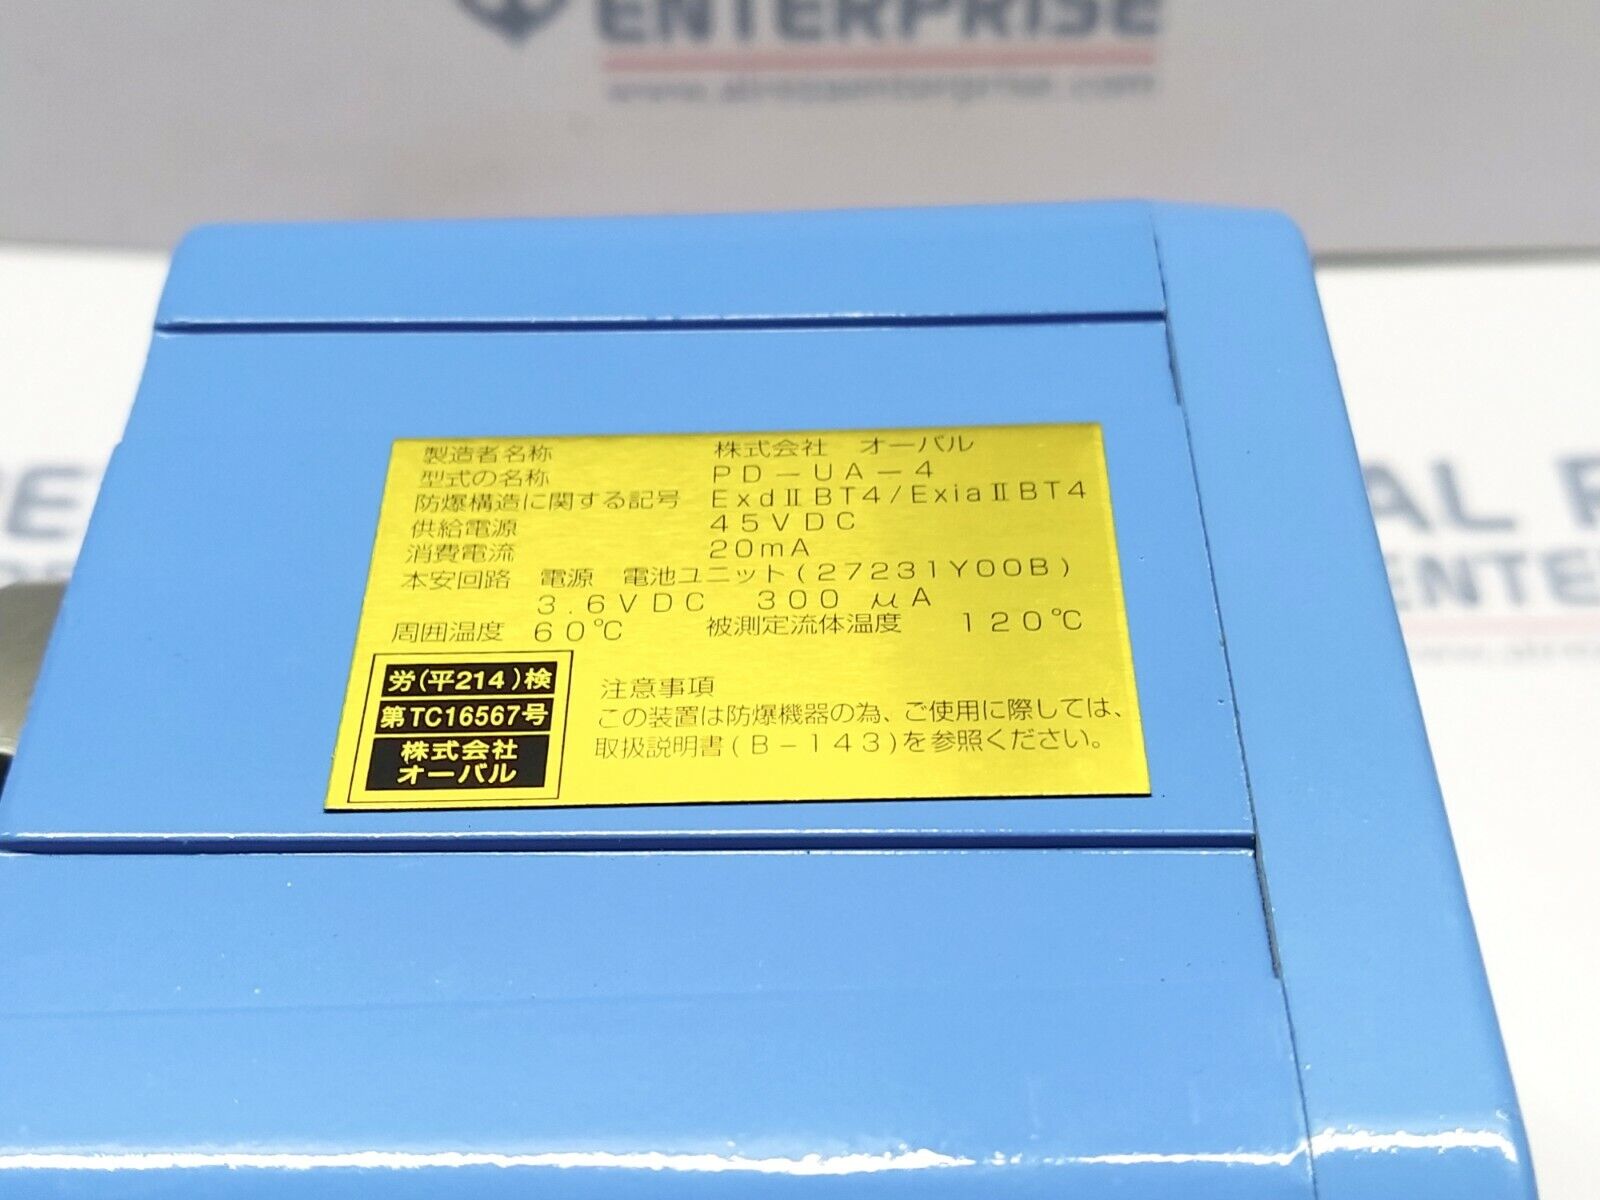 ENTERPRISE
製造者名称 株式会社 オーバル
型式の名称 PD-UA-4
防爆構造に関する記号 ExdⅡBT4/ExiaⅡBT4
供給電源 45VDC
消費電流 20mA
本安回路 電源 電池ユニット(27231Y00B)
3.6VDC 300μA
周囲温度 60℃ 被測定流体温度 120℃
労(平214)検
第TC16567号
株式会社
オーバル
注意事項
この装置は防爆機器の為、ご使用に際しては、
取扱説明書(B-143)を参照ください。